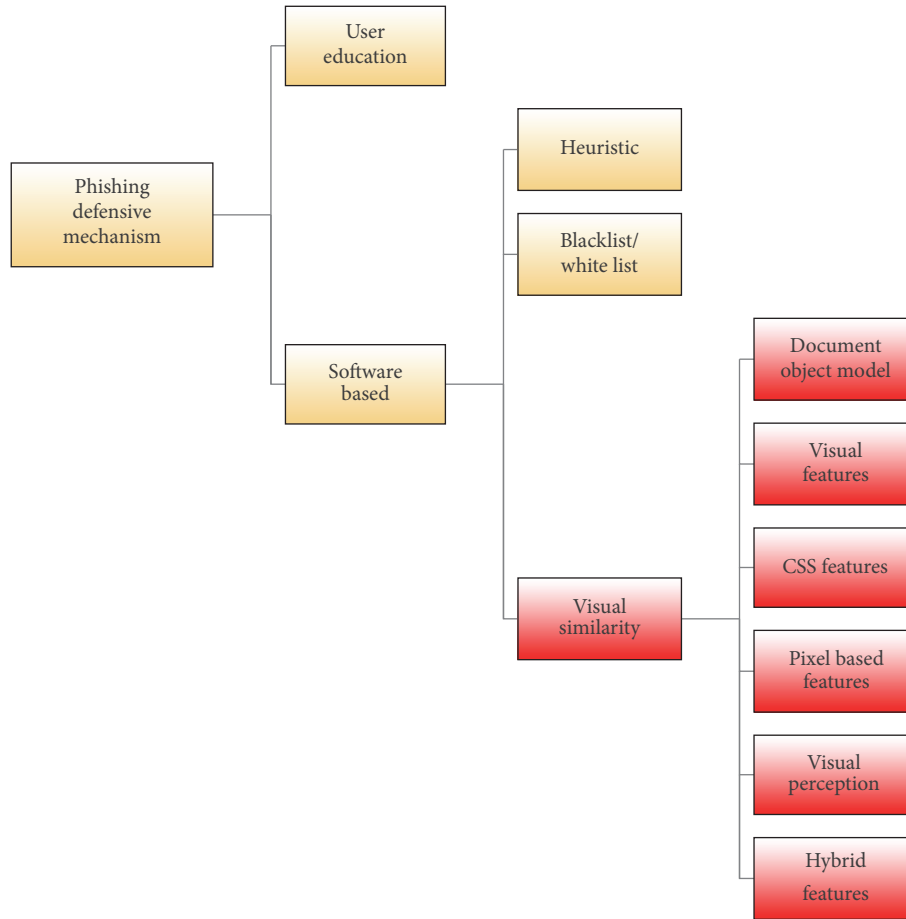 User
education
Phishing
defensive
mechanism
Software
based
Heuristic
Blacklist/
white list
Visual
similarity
Document
object model
Visual
features
CSS features
Pixel based
features
Visual
perception
Hybrid
features